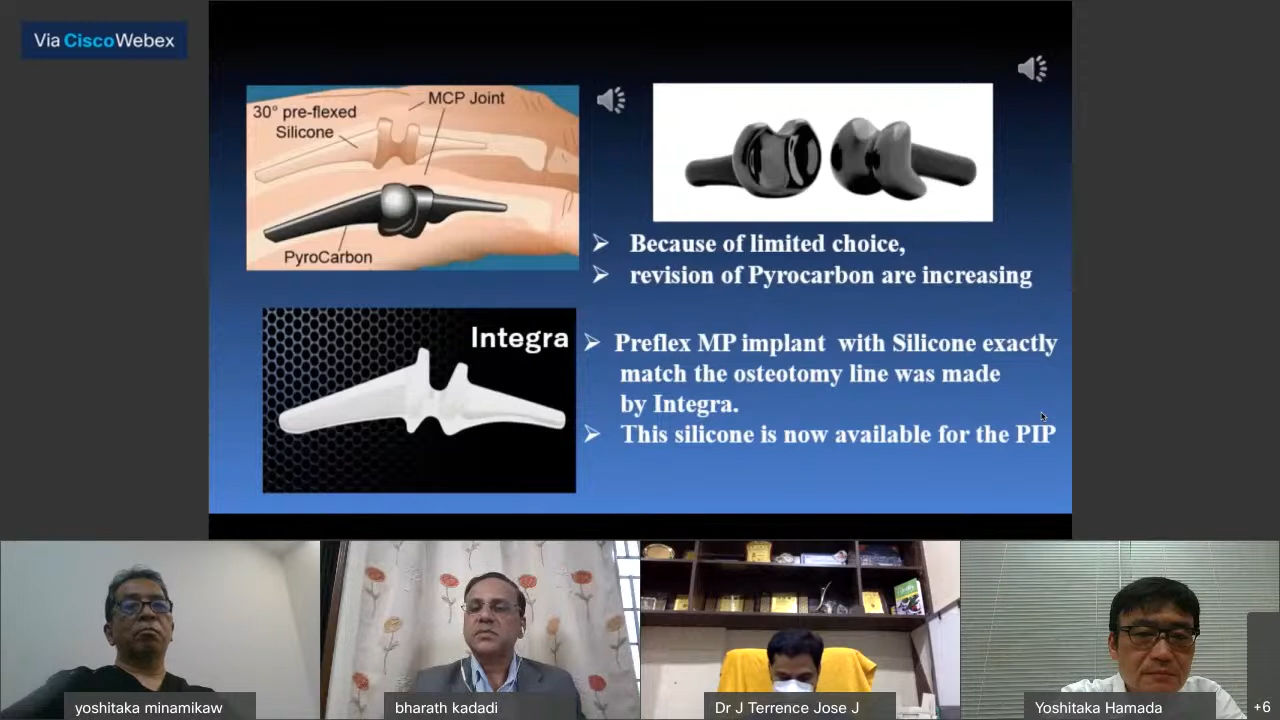 Via CiscoWebex
30° pre-flexed
Silicone
MCP Joint
PyroCarbon
➢ Because of limited choice,
➢ revision of Pyrocarbon are increasing
Integra
➢ Preflex MP implant with Silicone exactly
match the osteotomy line was made
by Integra.
➢ This silicone is now available for the PIP
yoshitaka minamikaw
bharath kadadi
Dr J Terrence Jose J
Yoshitaka Hamada
+6